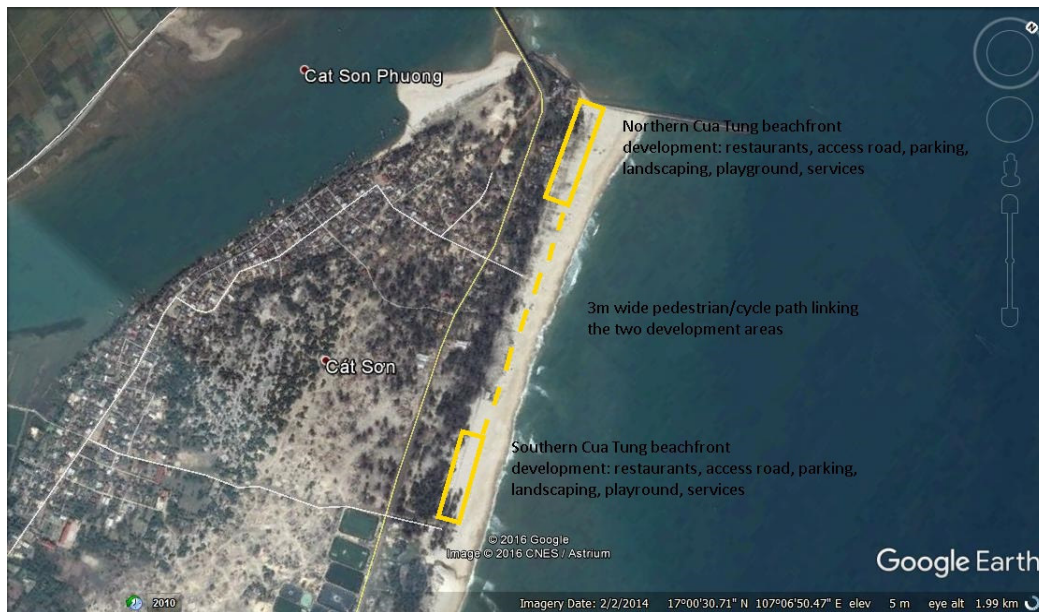 N
Cat Son Phuong
Northern Cua Tung beachfront
development: restaurants, access road, parking,
landscaping, playground, services
3m wide pedestrian/cycle path linking
the two development areas
Cát Sơn
Southern Cua Tung beachfront
development: restaurants, access road, parking,
landscaping, playround, services
© 2016 Google
Image © 2016 CNES / Astrium
Google Earth
2010
Imagery Date: 2/2/2014 17°00'30.71" N 107°06'50.47" E elev 5 m eye alt 1.99 km